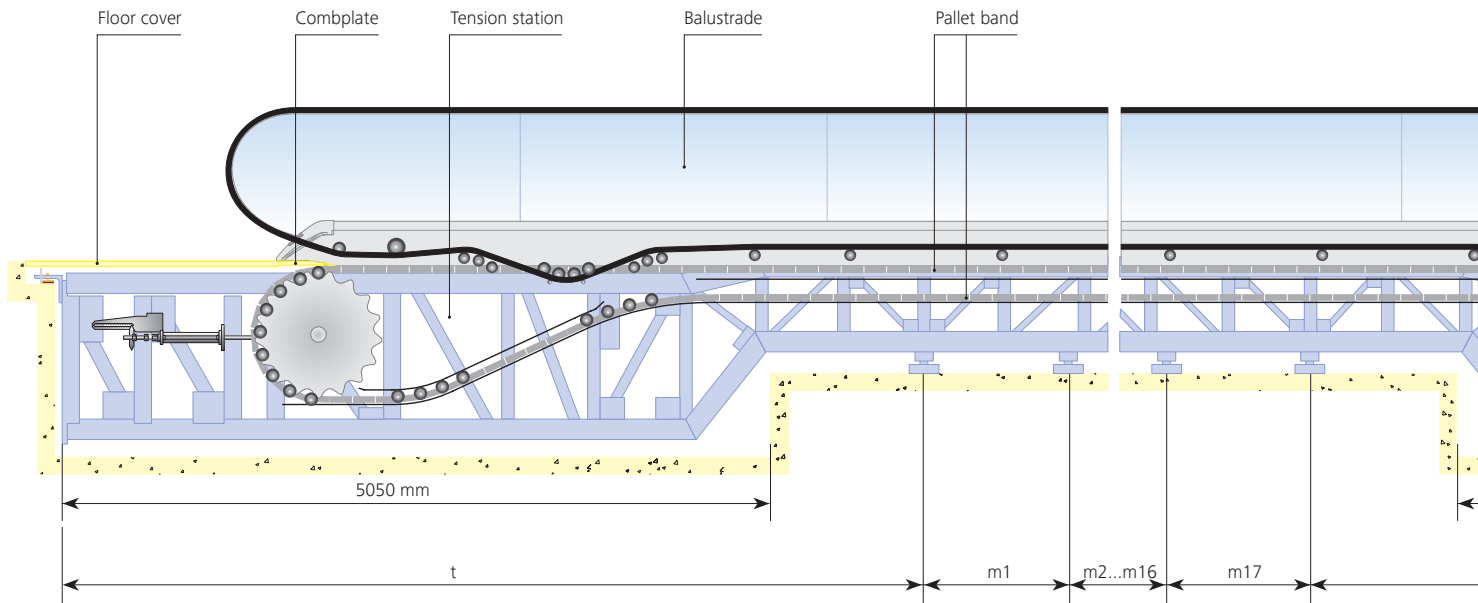 Floor cover
Combplate
Tension station
Balustrade
Pallet band
5050 mm
t
m1
m2...m16
m17